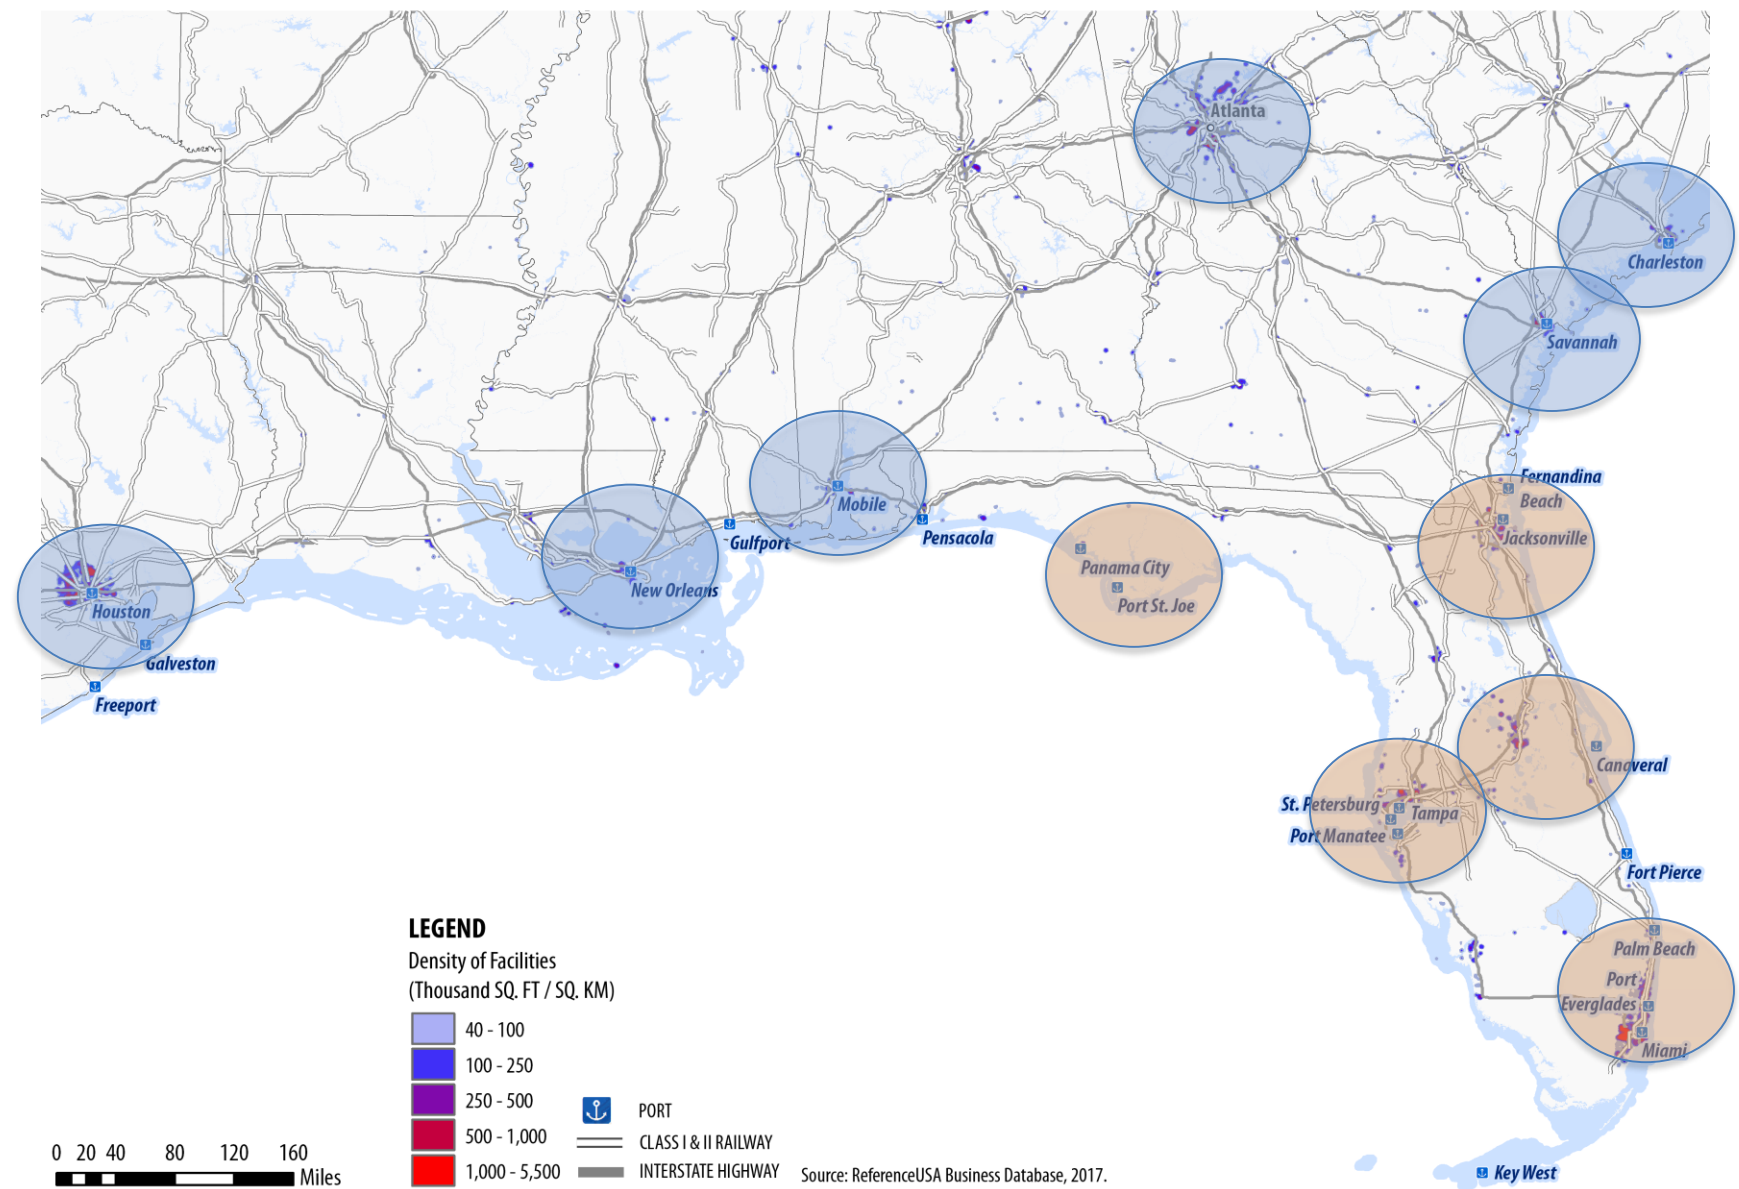 Atlanta
Charleston
Savannah
Mobile
Fernandina
Beach
Jacksonville
Gulfport
Pensacola
Panama City
Port St. Joe
New Orleans
Houston
Galveston
Freeport
Canaveral
St. Petersburg
Tampa
Port Manatee
Fort Pierce
Palm Beach
Port
Everglades
Miami
Key West
LEGEND
Density of Facilities
(Thousand SQ. FT / SQ. KM)
40 - 100
100 - 250
250 - 500
500 - 1,000
1,000 - 5,500
PORT
CLASS I & II RAILWAY
INTERSTATE HIGHWAY
0 20 40 80 120 160
Miles
Source: ReferenceUSA Business Database, 2017.